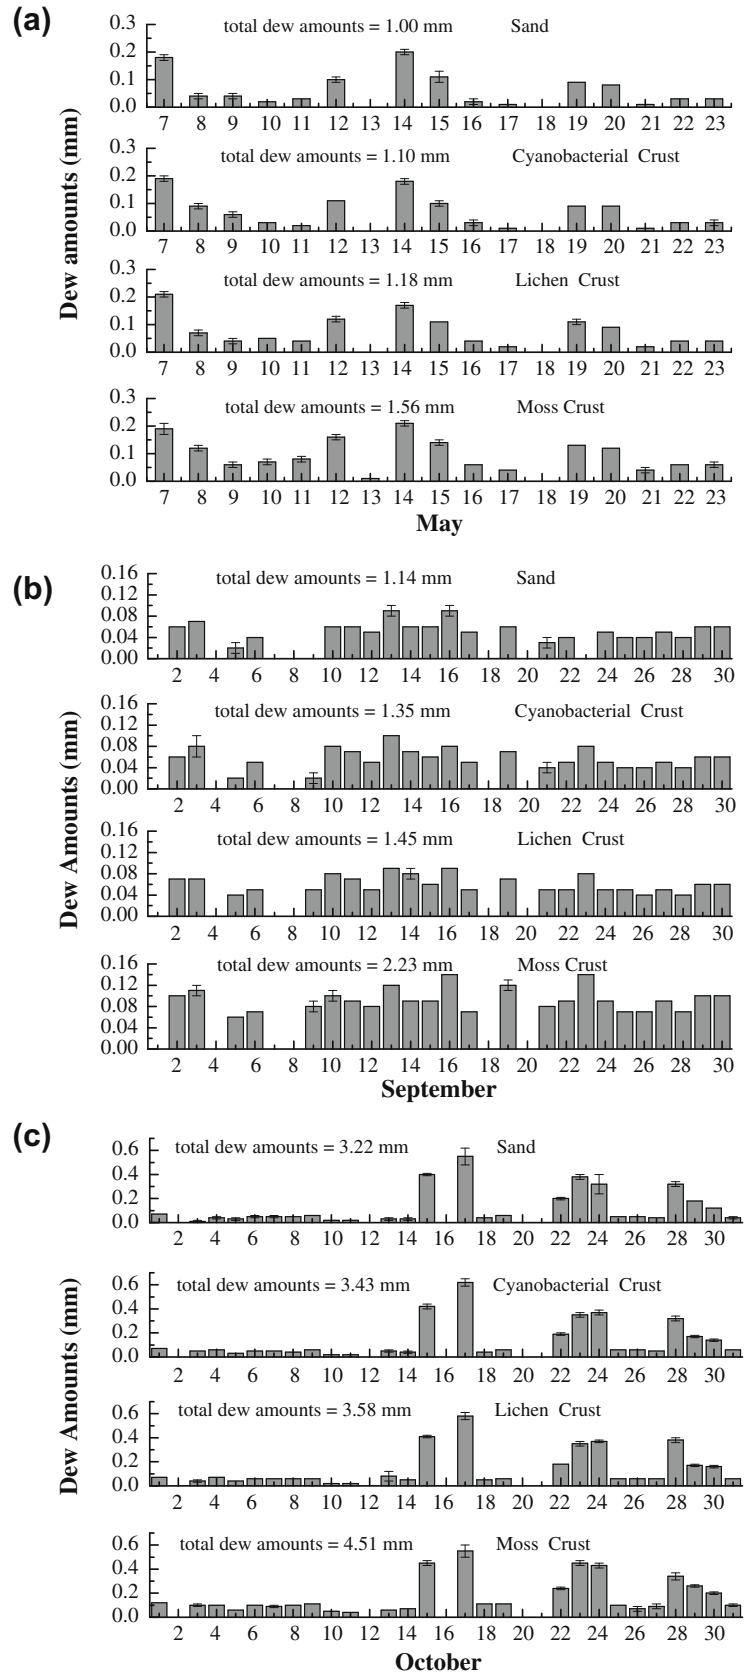 (a)
total dew amounts = 1.00 mm Sand
0.3
0.2
0.1
0.0
7 8 9 10 11 12 13 14 15 16 17 18 19 20 21 22 23
total dew amounts = 1.10 mm Cyanobacterial Crust
0.3
0.2
0.1
0.0
7 8 9 10 11 12 13 14 15 16 17 18 19 20 21 22 23
total dew amounts = 1.18 mm Lichen Crust
0.3
0.2
0.1
0.0
7 8 9 10 11 12 13 14 15 16 17 18 19 20 21 22 23
total dew amounts = 1.56 mm Moss Crust
0.3
0.2
0.1
0.0
7 8 9 10 11 12 13 14 15 16 17 18 19 20 21 22 23
Dew amounts (mm)
May
(b)
total dew amounts = 1.14 mm Sand
0.16
0.12
0.08
0.04
0.00
2 4 6 8 10 12 14 16 18 20 22 24 26 28 30
total dew amounts = 1.35 mm Cyanobacterial Crust
0.16
0.12
0.08
0.04
0.00
2 4 6 8 10 12 14 16 18 20 22 24 26 28 30
total dew amounts = 1.45 mm Lichen Crust
0.16
0.12
0.08
0.04
0.00
2 4 6 8 10 12 14 16 18 20 22 24 26 28 30
total dew amounts = 2.23 mm Moss Crust
0.16
0.12
0.08
0.04
0.00
2 4 6 8 10 12 14 16 18 20 22 24 26 28 30
Dew Amounts (mm)
September
(c)
total dew amounts = 3.22 mm Sand
0.6
0.4
0.2
0.0
2 4 6 8 10 12 14 16 18 20 22 24 26 28 30
total dew amounts = 3.43 mm Cyanobacterial Crust
0.6
0.4
0.2
0.0
2 4 6 8 10 12 14 16 18 20 22 24 26 28 30
total dew amounts = 3.58 mm Lichen Crust
0.6
0.4
0.2
0.0
2 4 6 8 10 12 14 16 18 20 22 24 26 28 30
total dew amounts = 4.51 mm Moss Crust
0.6
0.4
0.2
0.0
2 4 6 8 10 12 14 16 18 20 22 24 26 28 30
Dew Amounts (mm)
October